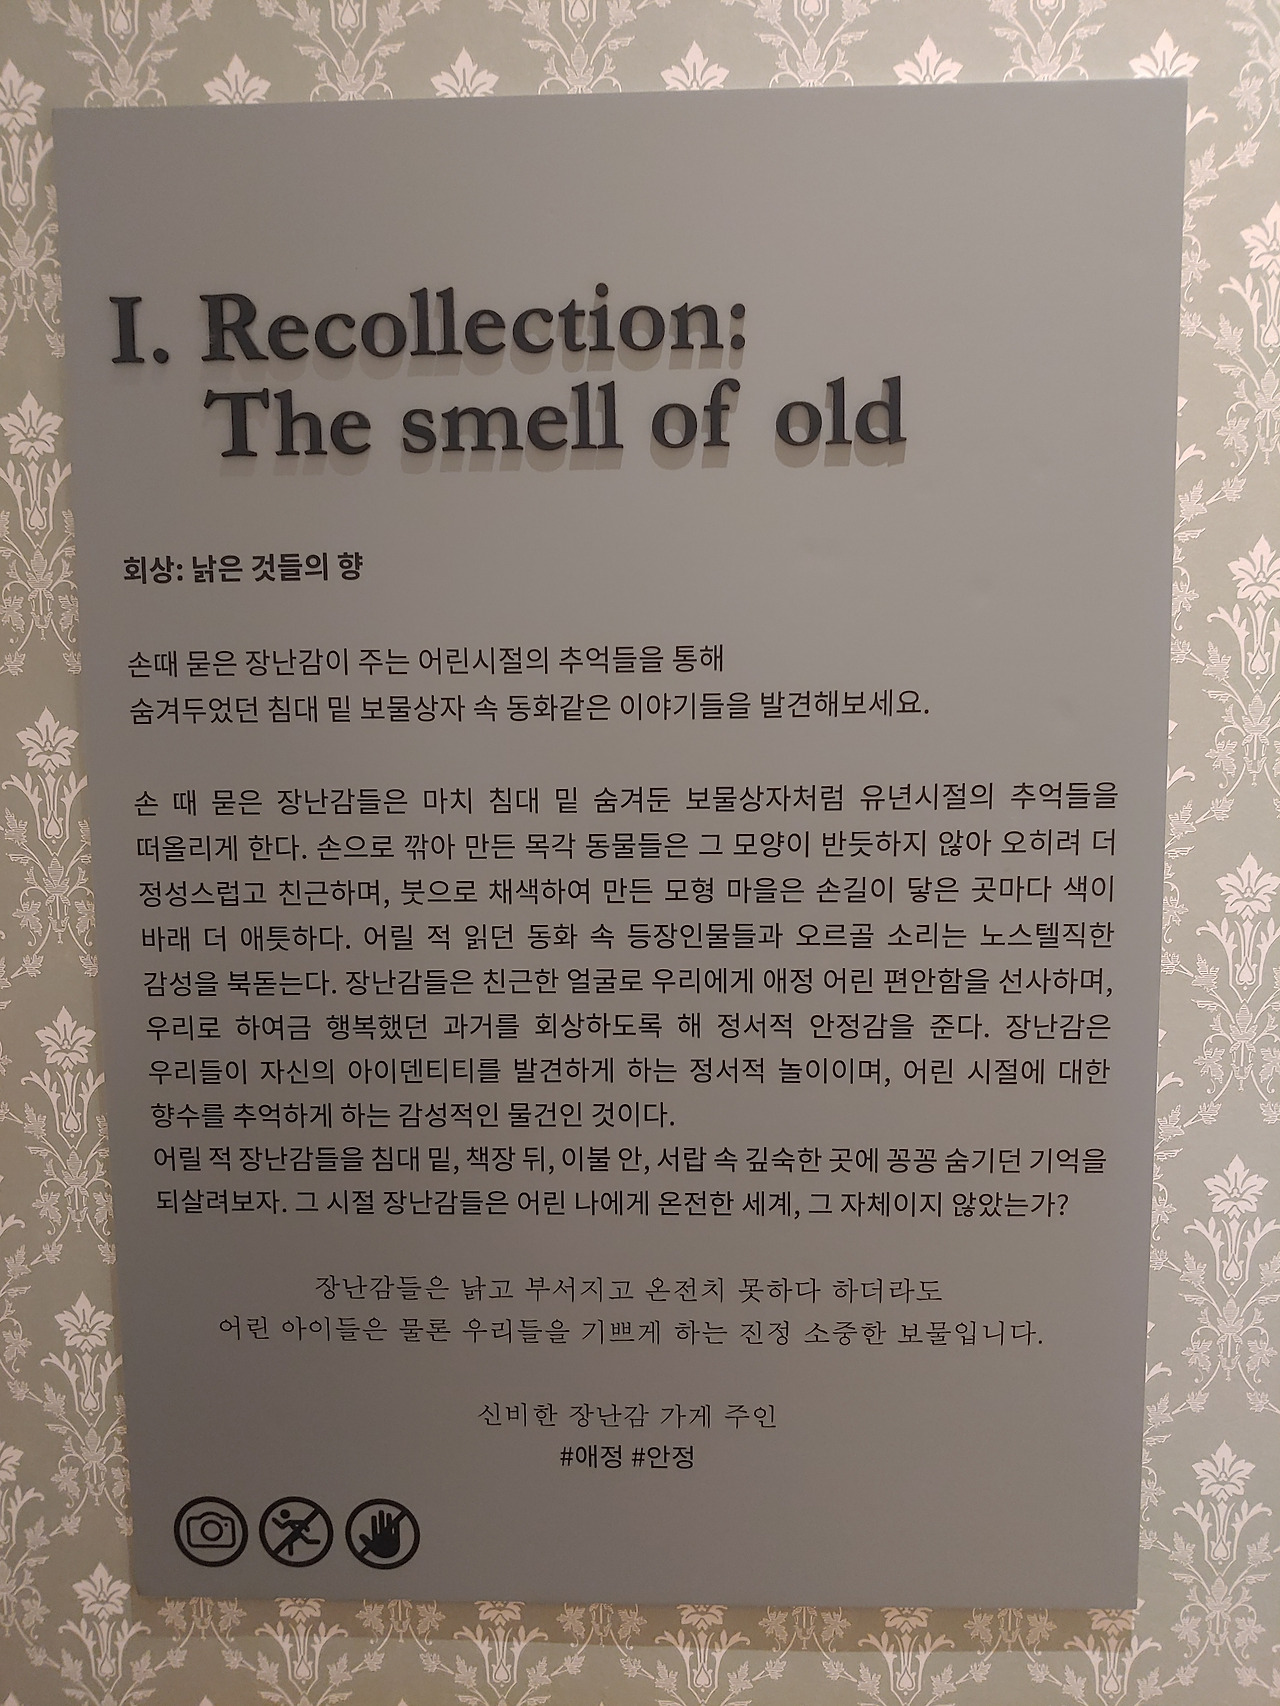 I. Recollection:
The smell of old
회상: 낡은 것들의 향
손때 묻은 장난감이 주는 어린시절의 추억들을 통해
숨겨두었던 침대 밑 보물상자 속 동화같은 이야기들을 발견해보세요.
손 때 묻은 장난감들은 마치 침대 밑 숨겨둔 보물상자처럼 유년시절의 추억들을
떠올리게 한다. 손으로 깎아 만든 목각 동물들은 그 모양이 반듯하지 않아 오히려 더
정성스럽고 친근하며, 붓으로 채색하여 만든 모형 마을은 손길이 닿은 곳마다 색이
바래 더 애틋하다. 어릴 적 읽던 동화 속 등장인물들과 오르골 소리는 노스텔직한
감성을 북돋는다. 장난감들은 친근한 얼굴로 우리에게 애정 어린 편안함을 선사하며,
우리로 하여금 행복했던 과거를 회상하도록 해 정서적 안정감을 준다. 장난감은
우리들이 자신의 아이덴티티를 발견하게 하는 정서적 놀이이며, 어린 시절에 대한
향수를 추억하게 하는 감성적인 물건인 것이다.
어릴 적 장난감들을 침대 밑, 책장 뒤, 이불 안, 서랍 속 깊숙한 곳에 꽁꽁 숨기던 기억을
되살려보자. 그 시절 장난감들은 어린 나에게 온전한 세계, 그 자체이지 않았는가?
장난감들은 낡고 부서지고 온전치 못하다 하더라도
어린 아이들은 물론 우리들을 기쁘게 하는 진정 소중한 보물입니다.
신비한 장난감 가게 주인
#애정 #안정